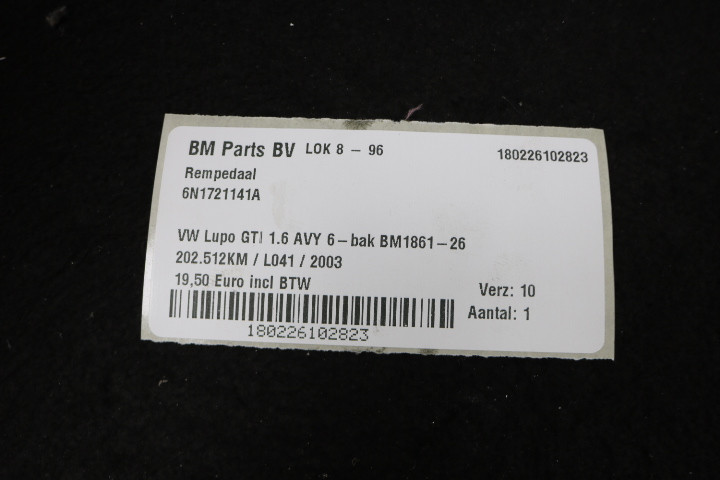 BM Parts BV LOK 8 - 96 180226102823
Rempedaal
6N1721141A
VW Lupo GTI 1.6 AVY 6-bak BM1861-26
202.512KM / L041 / 2003
19,50 Euro incl BTW Verz: 10
Aantal: 1
180226102823